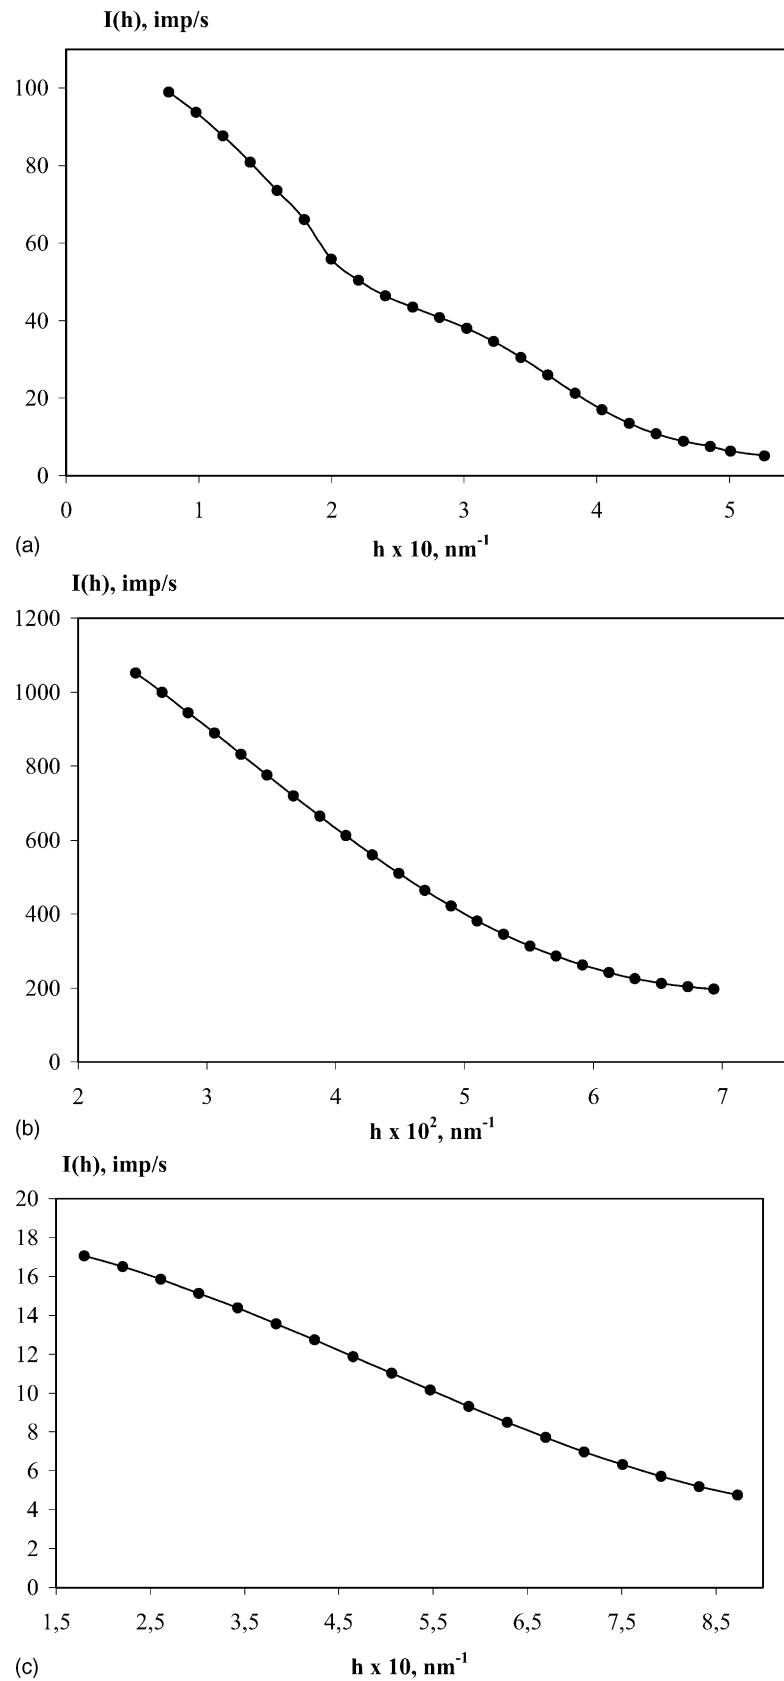 I(h), imp/s
100
80
60
40
20
0
0 1 2 3 4 5
(a)
h x 10, nm⁻¹
I(h), imp/s
1200
1000
800
600
400
200
0
2 3 4 5 6 7
(b)
h x 10², nm⁻¹
I(h), imp/s
20
18
16
14
12
10
8
6
4
2
0
1,5 2,5 3,5 4,5 5,5 6,5 7,5 8,5
(c)
h x 10, nm⁻¹